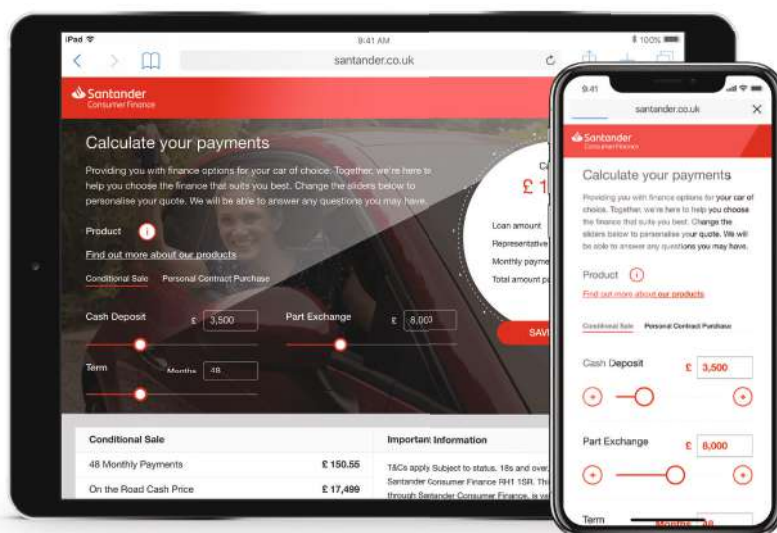 iPad
9:41 AM
100%
santander.co.uk
Santander
Consumer Finance
Calculate your payments
Providing you with finance options for your car of choice. Together, we're here to
help you choose the finance that suits you best. Change the sliders below to
personalise your quote. We will be able to answer any questions you may have.
Product i
Find out more about our products
Conditional Sale Personal Contract Purchase
Cash Deposit £ 3,500 Part Exchange £ 8,000
Term Months 48
£ 1
Loan amount
Representative
Monthly
Total amount
Conditional Sale
48 Monthly Payments £ 150.55
On the Road Cash Price £ 17,499
Important Information
T&Cs apply Subject to status. 18s and over.
Santander Consumer Finance RH1 1SR.
through Santander Consumer Finance, is
9:41
santander.co.uk
Santander
Consumer Finance
Calculate your payments
Providing you with finance options for your car of
choice. Together, we're here to help you choose
the finance that suits you best. Change the
sliders below to personalise your quote. We will
be able to answer any questions you may have.
Product i
Find out more about our products
Conditional Sale Personal Contract Purchase
Cash Deposit £ 3,500
Part Exchange £ 8,000
Term Months 48